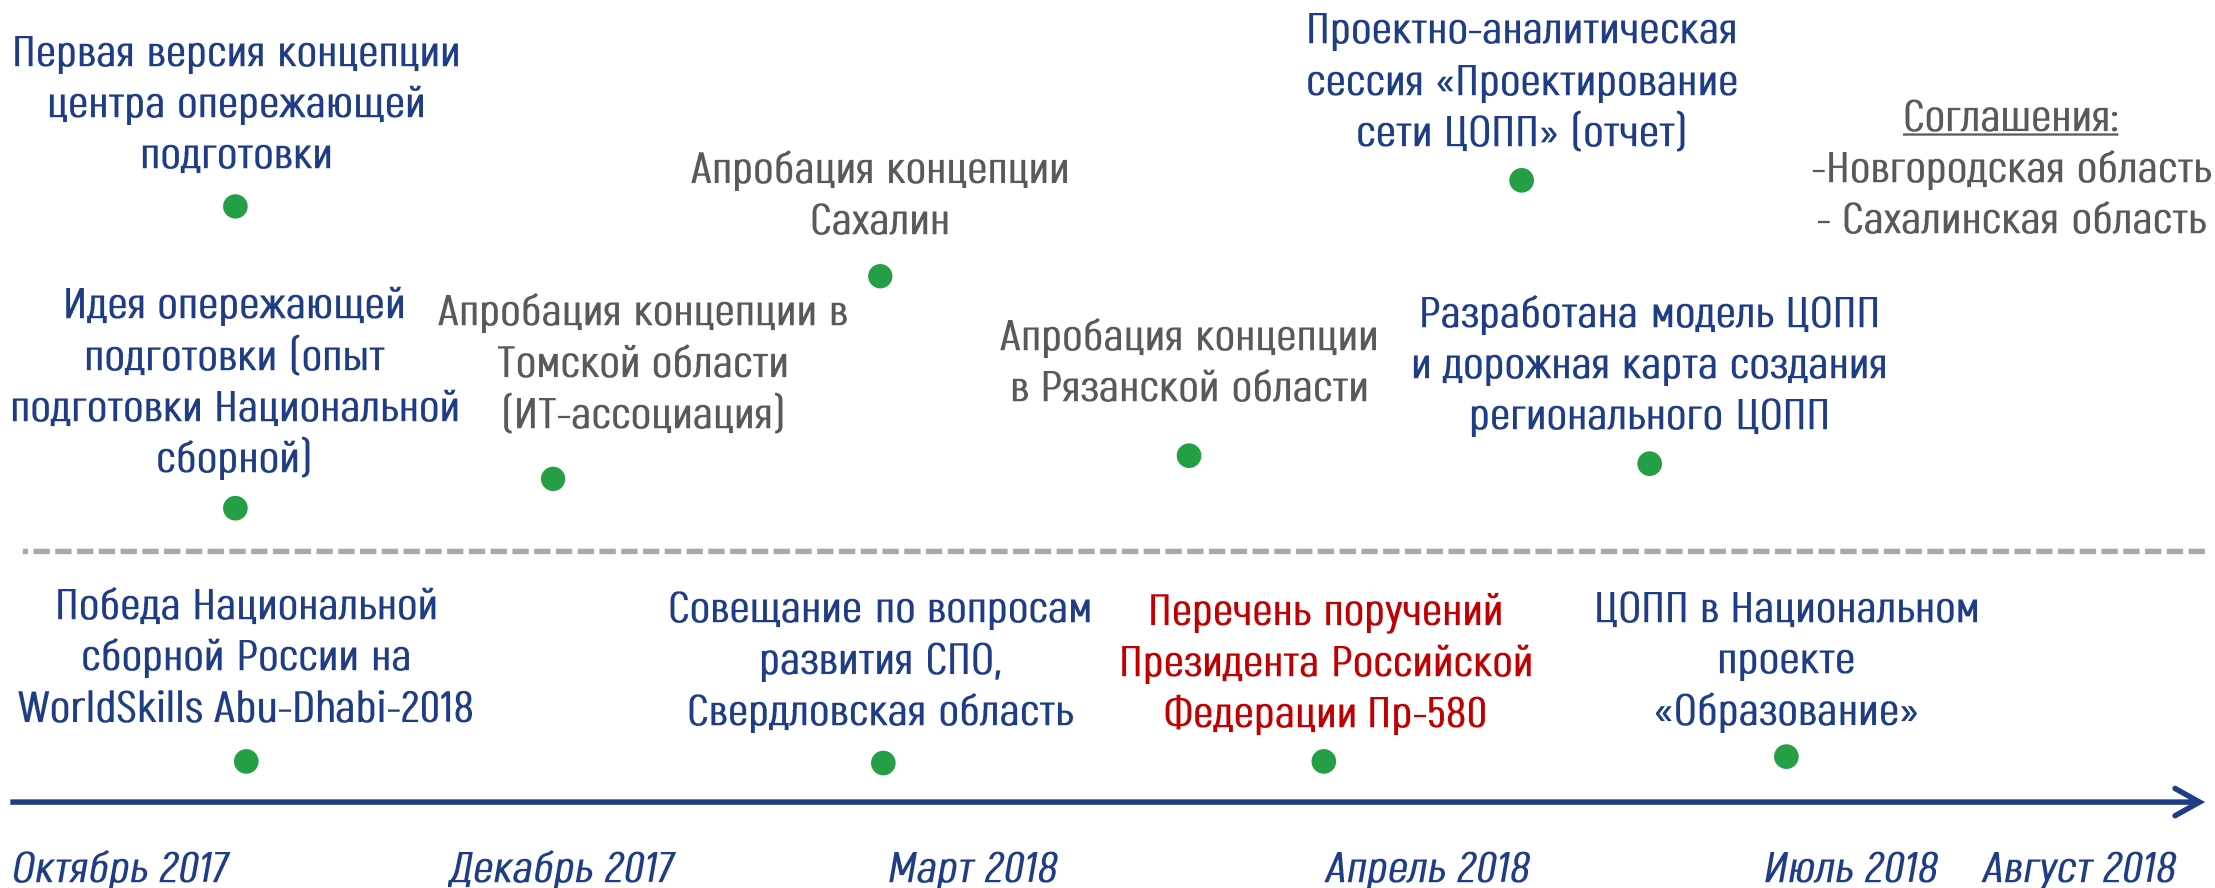 Первая версия концепции
центра опережающей
подготовки
Идея опережающей
подготовки (опыт
подготовки Национальной
сборной)
Апробация концепции в
Томской области
(ИТ-ассоциация)
Апробация концепции
Сахалин
Апробация концепции
в Рязанской области
Проектно-аналитическая
сессия «Проектирование
сети ЦОПП» (отчет)
Разработана модель ЦОПП
и дорожная карта создания
регионального ЦОПП
Соглашения:
-Новгородская область
- Сахалинская область
Победа Национальной
сборной России на
WorldSkills Abu-Dhabi-2018
Совещание по вопросам
развития СПО,
Свердловская область
Перечень поручений
Президента Российской
Федерации Пр-580
ЦОПП в Национальном
проекте
«Образование»
Октябрь 2017
Декабрь 2017
Март 2018
Апрель 2018
Июль 2018
Август 2018